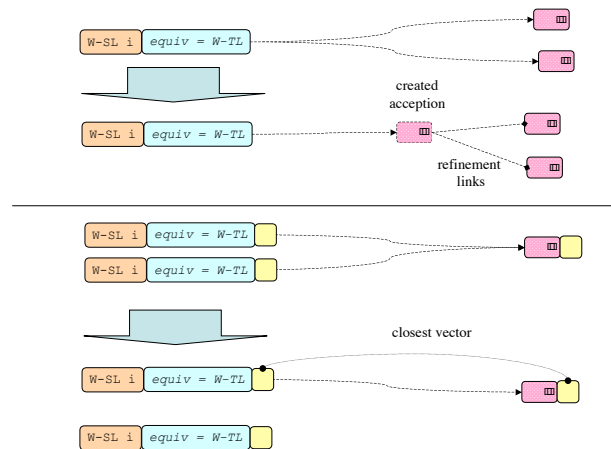 W-SL i equiv = W-TL
created
acception
W-SL i equiv = W-TL
refinement
links
W-SL i equiv = W-TL
W-SL i equiv = W-TL
closest vector
W-SL i equiv = W-TL
W-SL i equiv = W-TL